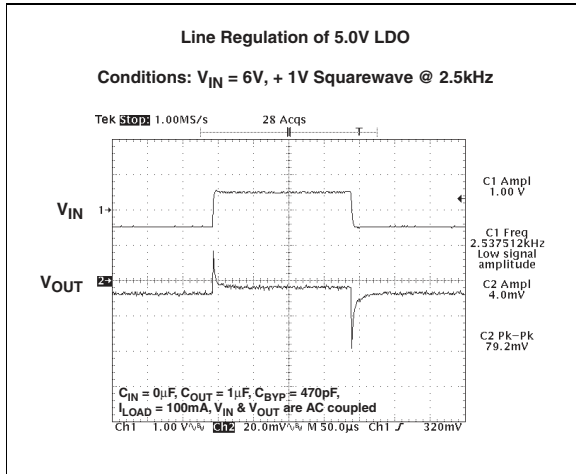 Line Regulation of 5.0V LDO
Conditions: VIN = 6V, + 1V Squarewave @ 2.5kHz
Tek Stop: 1.00MS/s 28 Acqs
T
C1 Ampl
1.00 V
VIN
1→
C1 Freq
2.537512kHz
Low signal
amplitude
VOUT
2→
C2 Ampl
4.0mV
C2 Pk–Pk
79.2mV
CIN = 0μF, COUT = 1μF, CBYP = 470pF,
ILOAD = 100mA, VIN & VOUT are AC coupled
Ch1 1.00 V∿ᴮw Ch2 20.0mV∿ᴮw M 50.0μs Ch1 ƒ 320mV